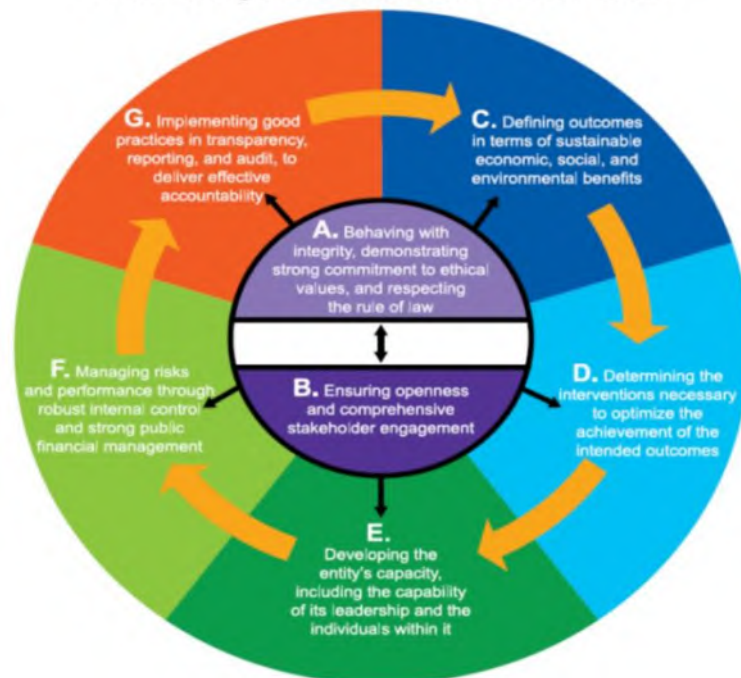 A. Behaving with
integrity, demonstrating
strong commitment to ethical
values, and respecting
the rule of law
B. Ensuring openness
and comprehensive
stakeholder engagement
C. Defining outcomes
in terms of sustainable
economic, social, and
environmental benefits
D. Determining the
interventions necessary
to optimize the
achievement of the
intended outcomes
E.
Developing the
entity's capacity,
including the capability
of its leadership and the
individuals within it
F. Managing risks
and performance through
robust internal control
and strong public
financial management
G. Implementing good
practices in transparency,
reporting, and audit, to
deliver effective
accountability